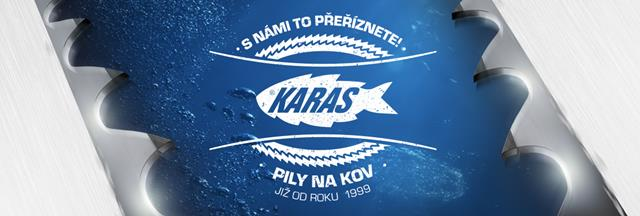 · S NÁMI TO PŘEŘÍZNETE! ·
KARAS
· PILY NA KOV ·
JIŽ OD ROKU 1999